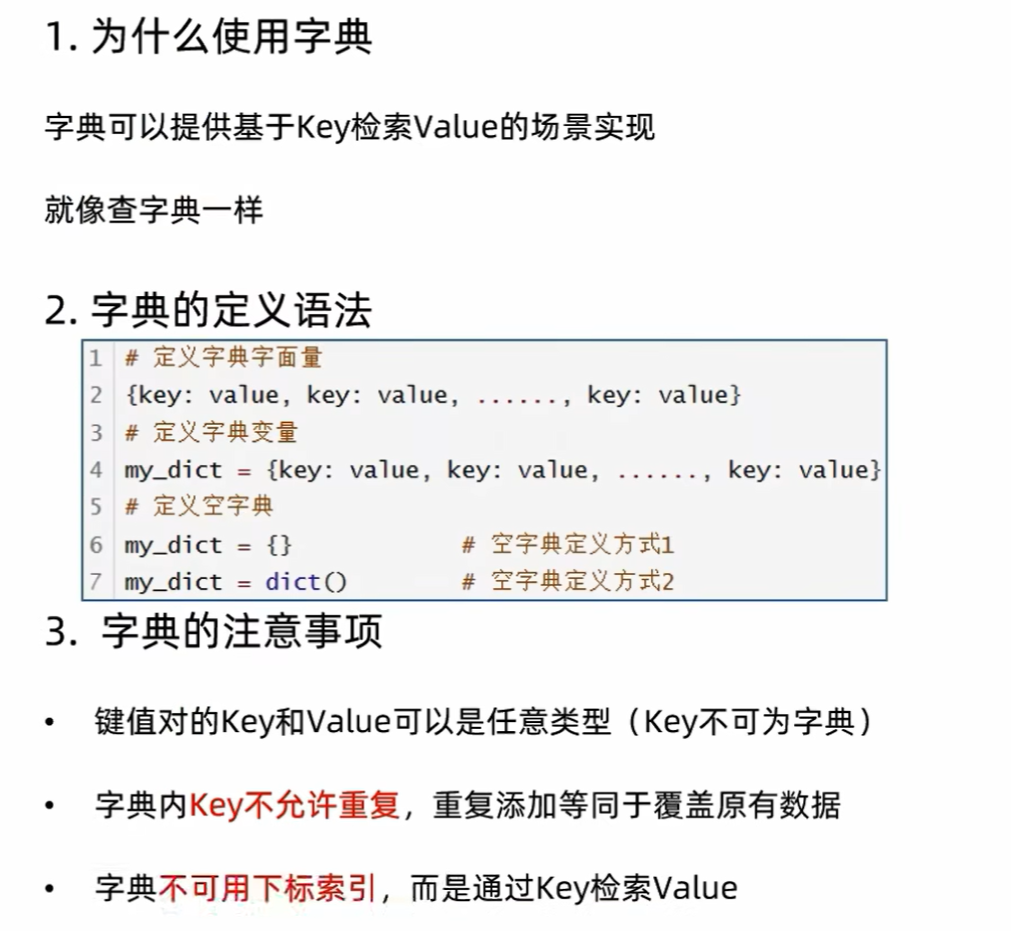 1. 为什么使用字典
字典可以提供基于Key检索Value的场景实现
就像查字典一样
2. 字典的定义语法
1 # 定义字典字面量
2 {key: value, key: value, ......, key: value}
3 # 定义字典变量
4 my_dict = {key: value, key: value, ......, key: value}
5 # 定义空字典
6 my_dict = {} # 空字典定义方式1
7 my_dict = dict() # 空字典定义方式2
3. 字典的注意事项
• 键值对的Key和Value可以是任意类型（Key不可为字典）
• 字典内Key不允许重复，重复添加等同于覆盖原有数据
• 字典不可用下标索引，而是通过Key检索Value